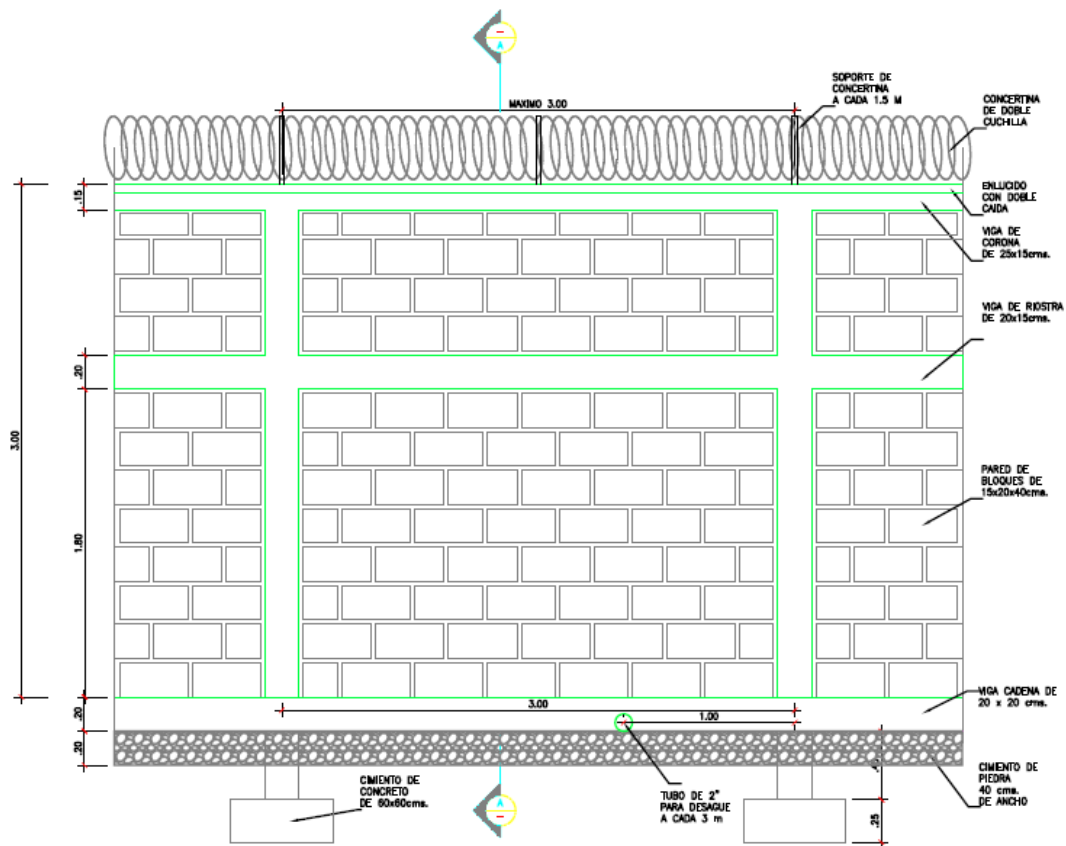 A
MAXIMO 3.00
SOPORTE DE
CONCERTINA
A CADA 1.5 M
CONCERTINA
DE DOBLE
CUCHILLA
.15
ENLUCIDO
CON DOBLE
CAIDA
VIGA DE
CORONA
DE 25x15cms.
VIGA DE RIOSTRA
DE 20x15cms.
.20
3.00
PARED DE
BLOQUES DE
15x20x40cms.
1.80
3.00
1.00
VIGA CADENA DE
20 x 20 cms.
.20
.20
CIMIENTO DE
CONCRETO
DE 60x60cms.
A
TUBO DE 2"
PARA DESAGUE
A CADA 3 m
.25
CIMIENTO DE
PIEDRA
40 cms.
DE ANCHO